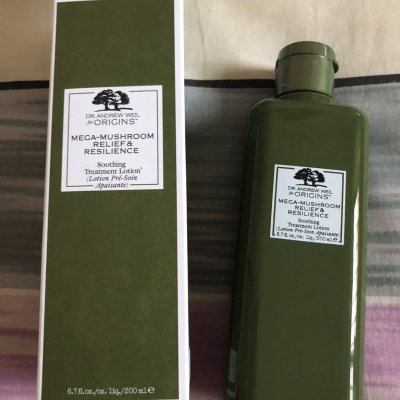 DR. ANDREW WEIL
for ORIGINS™
MEGA-MUSHROOM
RELIEF &
RESILIENCE
Soothing
Treatment Lotion*
(Lotion Pré-Soin
Apaisante)
6.7 fl.oz./oz. liq./200 ml ℮
DR. ANDREW WEIL
for ORIGINS™
MEGA-MUSHROOM
RELIEF &
RESILIENCE
Soothing
Treatment Lotion
(Lotion Pré-Soin Apaisante)
6.7 fl.oz./oz. liq./200 ml ℮